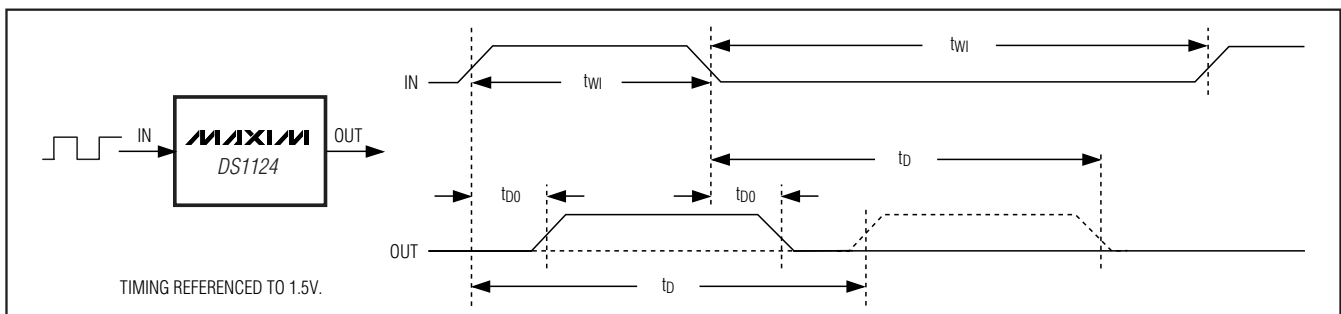 tWI
IN
tWI
IN
MAXIM
DS1124
OUT
tD
tD0
tD0
OUT
TIMING REFERENCED TO 1.5V.
tD